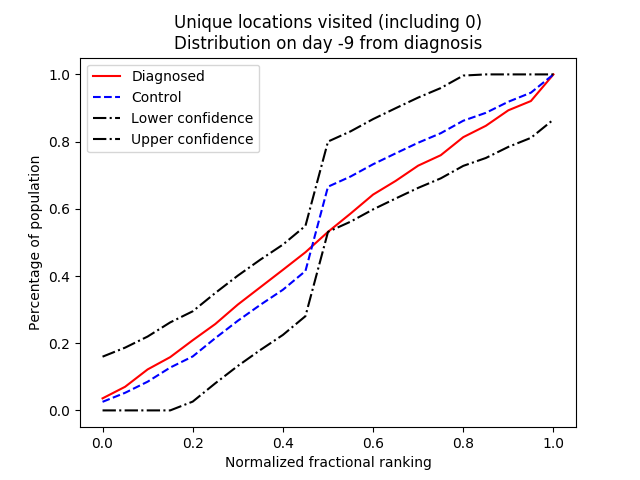 Unique locations visited (including 0)
Distribution on day -9 from diagnosis
Diagnosed
Control
Lower confidence
Upper confidence
Percentage of population
1.0
0.8
0.6
0.4
0.2
0.0
0.0 0.2 0.4 0.6 0.8 1.0
Normalized fractional ranking